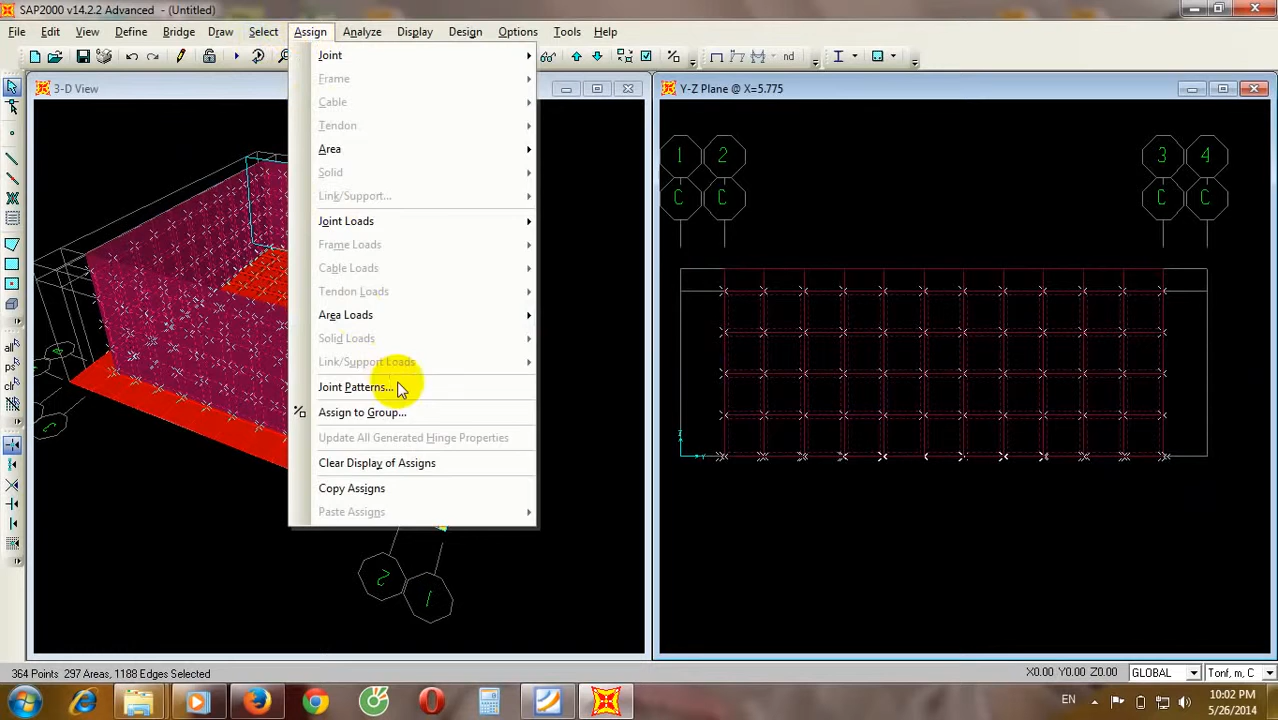 SAP2000 v14.2.2 Advanced - (Untitled)
File Edit View Define Bridge Draw Select Assign Analyze Display Design Options Tools Help
nd
3-D View
Y-Z Plane @ X=5.775
Joint
Frame
Cable
Tendon
Area
Solid
Link/Support...
Joint Loads
Frame Loads
Cable Loads
Tendon Loads
Area Loads
Solid Loads
Link/Support Loads
Joint Patterns...
Assign to Group...
Update All Generated Hinge Properties
Clear Display of Assigns
Copy Assigns
Paste Assigns
1 2 3 4
C C C C
Z
Y
all
ps
clr
2 1
364 Points 297 Areas, 1188 Edges Selected
X0.00 Y0.00 Z0.00
GLOBAL
Tonf, m, C
EN
10:02 PM
5/26/2014